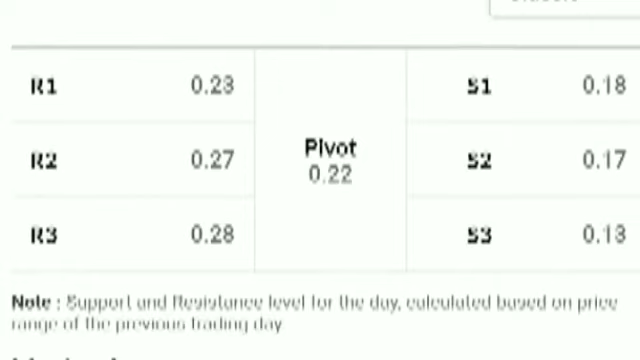 R1 0.23 S1 0.18
Pivot
R2 0.27 S2 0.17
0.22
R3 0.28 S3 0.13
Note : Support and Resistance level for the day, calculated based on price
range of the previous trading day